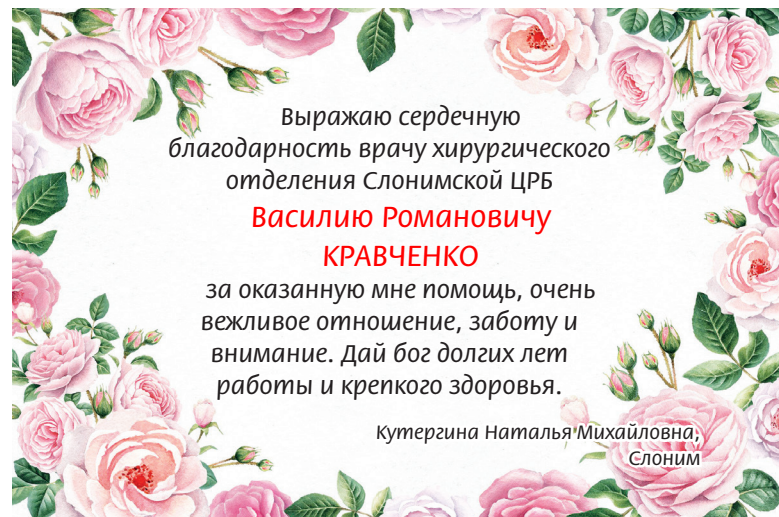 Выражаю сердечную
благодарность врачу хирургического
отделения Слонимской ЦРБ
Василию Романовичу
КРАВЧЕНКО
за оказанную мне помощь, очень
вежливое отношение, заботу и
внимание. Дай бог долгих лет
работы и крепкого здоровья.
Кутергина Наталья Михайловна,
Слоним